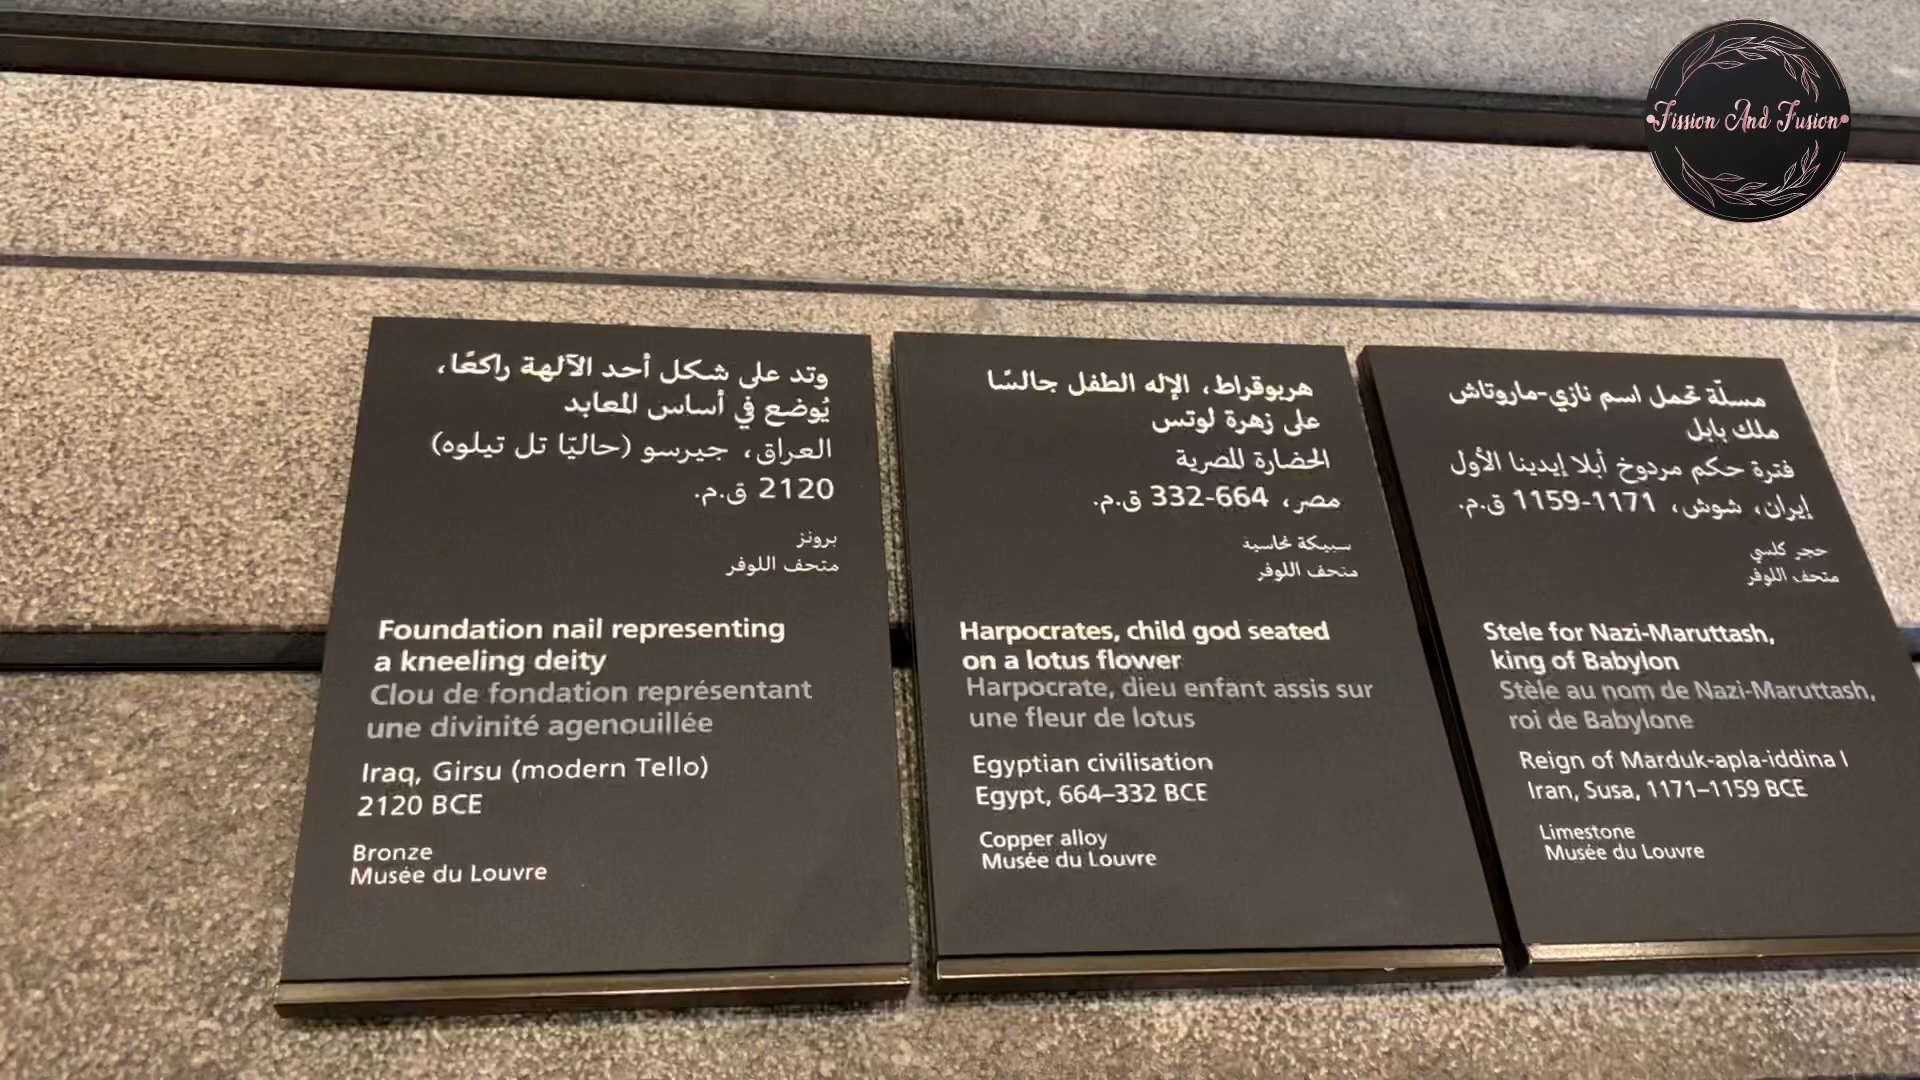 وتد على شكل أحد الآلهة راكعًا،
يُوضع في أساس المعابد
العراق، جيرسو (حاليًا تل تيلوه)
2120 ق.م.
برونز
متحف اللوفر
Foundation nail representing
a kneeling deity
Clou de fondation représentant
une divinité agenouillée
Iraq, Girsu (modern Tello)
2120 BCE
Bronze
Musée du Louvre
هربوقراط، الإله الطفل جالسًا
على زهرة لوتس
الحضارة المصرية
مصر، 664-332 ق.م.
سبيكة نحاسية
متحف اللوفر
Harpocrates, child god seated
on a lotus flower
Harpocrate, dieu enfant assis sur
une fleur de lotus
Egyptian civilisation
Egypt, 664–332 BCE
Copper alloy
Musée du Louvre
مسلّة تحمل اسم نازي-ماروتاش
ملك بابل
فترة حكم مردوخ أبلا إيدينا الأول
إيران، شوش، 1171-1159 ق.م.
حجر كلسي
متحف اللوفر
Stele for Nazi-Maruttash,
king of Babylon
Stèle au nom de Nazi-Maruttash,
roi de Babylone
Reign of Marduk-apla-iddina I
Iran, Susa, 1171–1159 BCE
Limestone
Musée du Louvre
Fission And Fusion